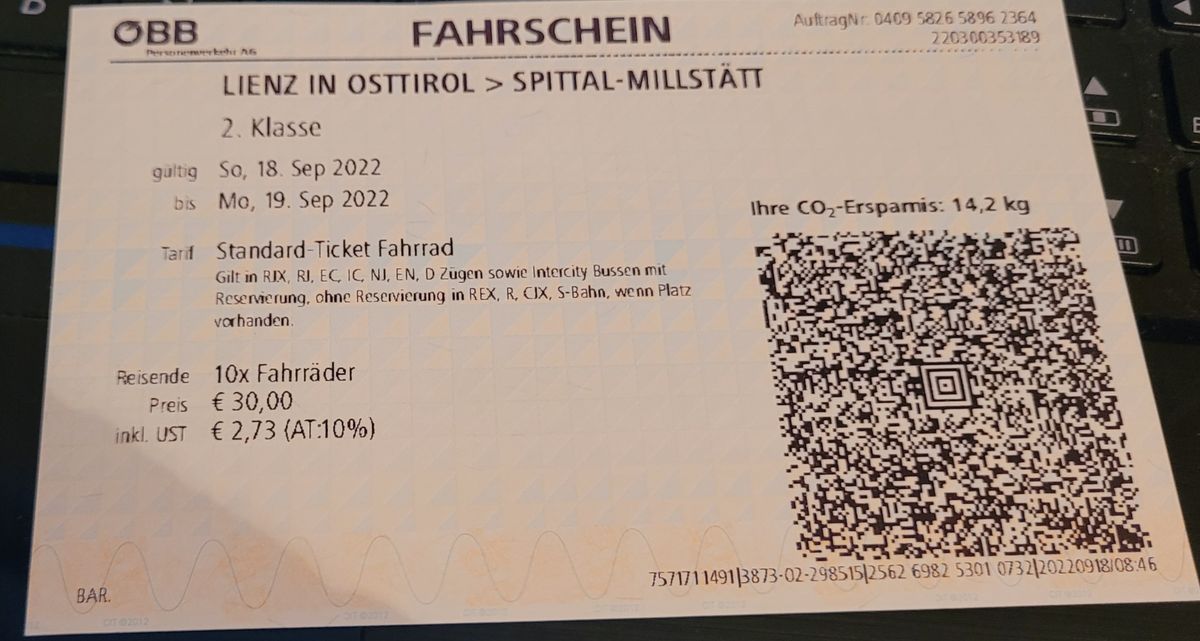 ÖBB
Personenverkehr AG
FAHRSCHEIN
AuftragNr. 0409 5826 5896 2364
220300353189
LIENZ IN OSTTIROL > SPITTAL-MILLSTÄTT
2. Klasse
gültig So, 18. Sep 2022
bis Mo, 19. Sep 2022
Ihre CO₂-Ersparnis: 14,2 kg
Tarif Standard-Ticket Fahrrad
Gilt in RJX, RJ, EC, IC, NJ, EN, D Zügen sowie Intercity Bussen mit
Reservierung, ohne Reservierung in REX, R, CJX, S-Bahn, wenn Platz
vorhanden.
Reisende 10x Fahrräder
Preis € 30,00
inkl. UST € 2,73 (AT:10%)
7571711491|3873-02-298515|2562 6982 5301 0732|20220918/08:46
BAR.
CIT ©2012